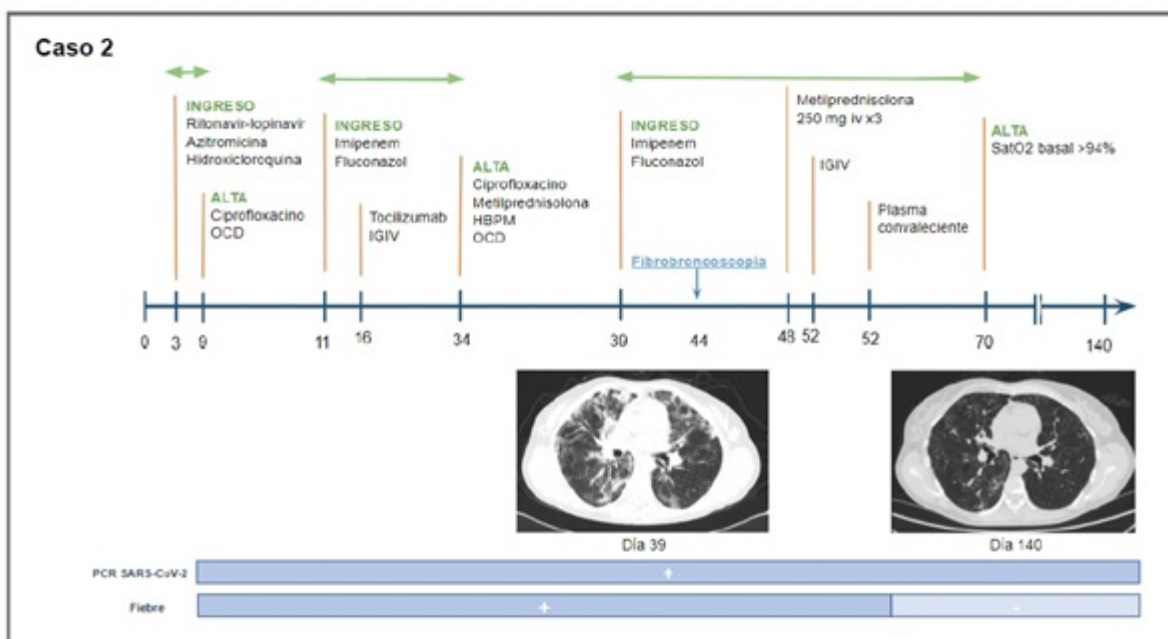 Caso 2
INGRESO
Ritonavir-lopinavir
Azitromicina
Hidroxicloroquina
ALTA
Ciprofloxacino
OCD
INGRESO
Imipenem
Fluconazol
Tocilizumab
IGIV
ALTA
Ciprofloxacino
Metilprednisolona
HBPM
OCD
INGRESO
Imipenem
Fluconazol
Fibrobroncoscopia
Metilprednisolona
250 mg iv x3
IGIV
Plasma
convaleciente
ALTA
SatO2 basal >94%
0 3 9 11 16 34 39 44 48 52 52 70 140
Día 39
Día 140
PCR SARS-CoV-2
+
Fiebre
+ -